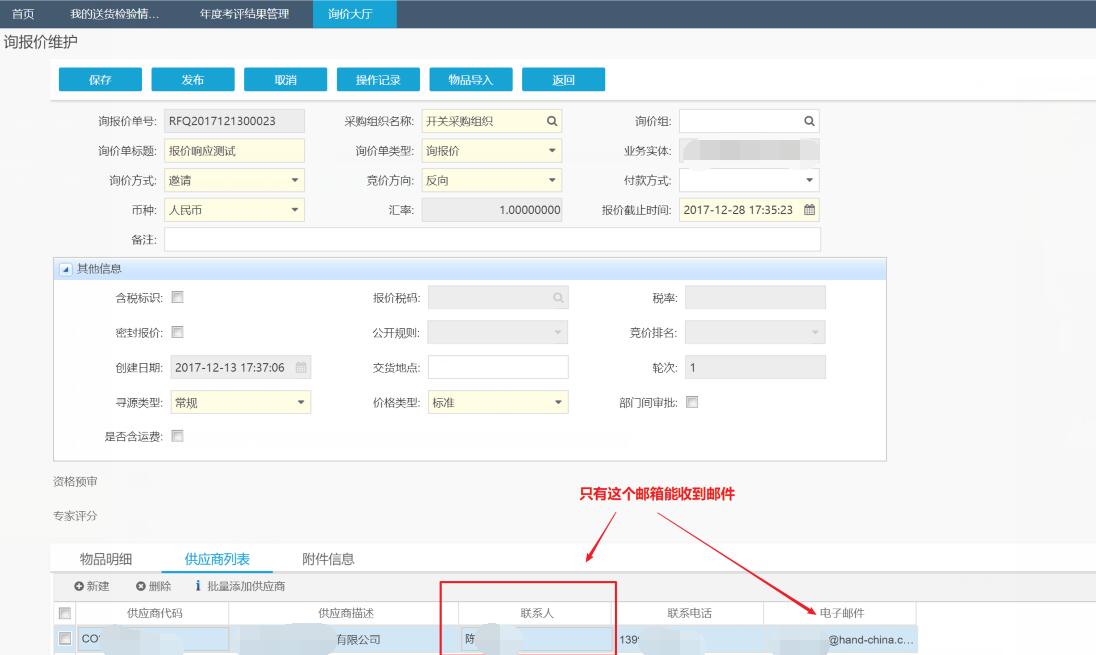 首页 我的送货检验情... 年度考评结果管理 询价大厅
询报价维护
保存 发布 取消 操作记录 物品导入 返回
询报价单号: RFQ2017121300023 采购组织名称: 开关采购组织 询价组:
询价单标题: 报价响应测试 询价单类型: 询报价 业务实体:
询价方式: 邀请 竞价方向: 反向 付款方式:
币种: 人民币 汇率: 1.00000000 报价截止时间: 2017-12-28 17:35:23
备注:
其他信息
含税标识: 报价税码: 税率:
密封报价: 公开规则: 竞价排名:
创建日期: 2017-12-13 17:37:06 交货地点: 轮次: 1
寻源类型: 常规 价格类型: 标准 部门间审批:
是否含运费:
资格预审
只有这个邮箱能收到邮件
专家评分
物品明细 供应商列表 附件信息
新建 删除 批量添加供应商
供应商代码 供应商描述 联系人 联系电话 电子邮件
CO 有限公司 陈 139 @hand-china.c...